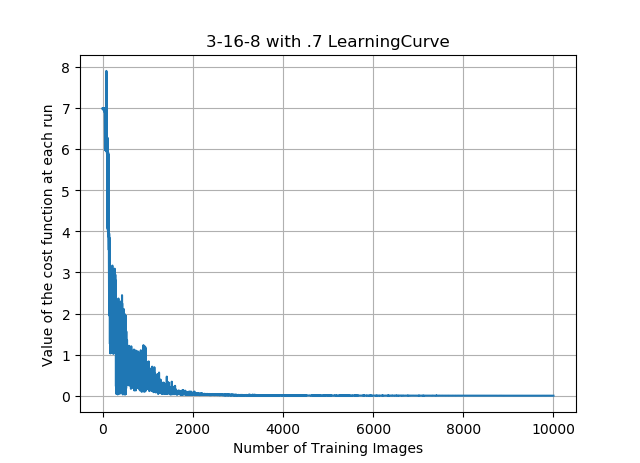 3-16-8 with .7 LearningCurve
8
7
6
5
4
3
2
1
0
Value of the cost function at each run
0 2000 4000 6000 8000 10000
Number of Training Images